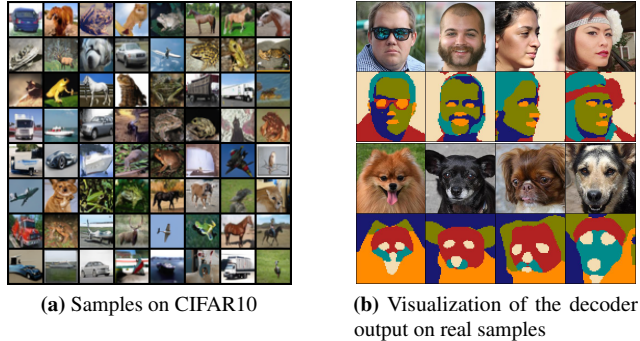 (a) Samples on CIFAR10
(b) Visualization of the decoder
output on real samples